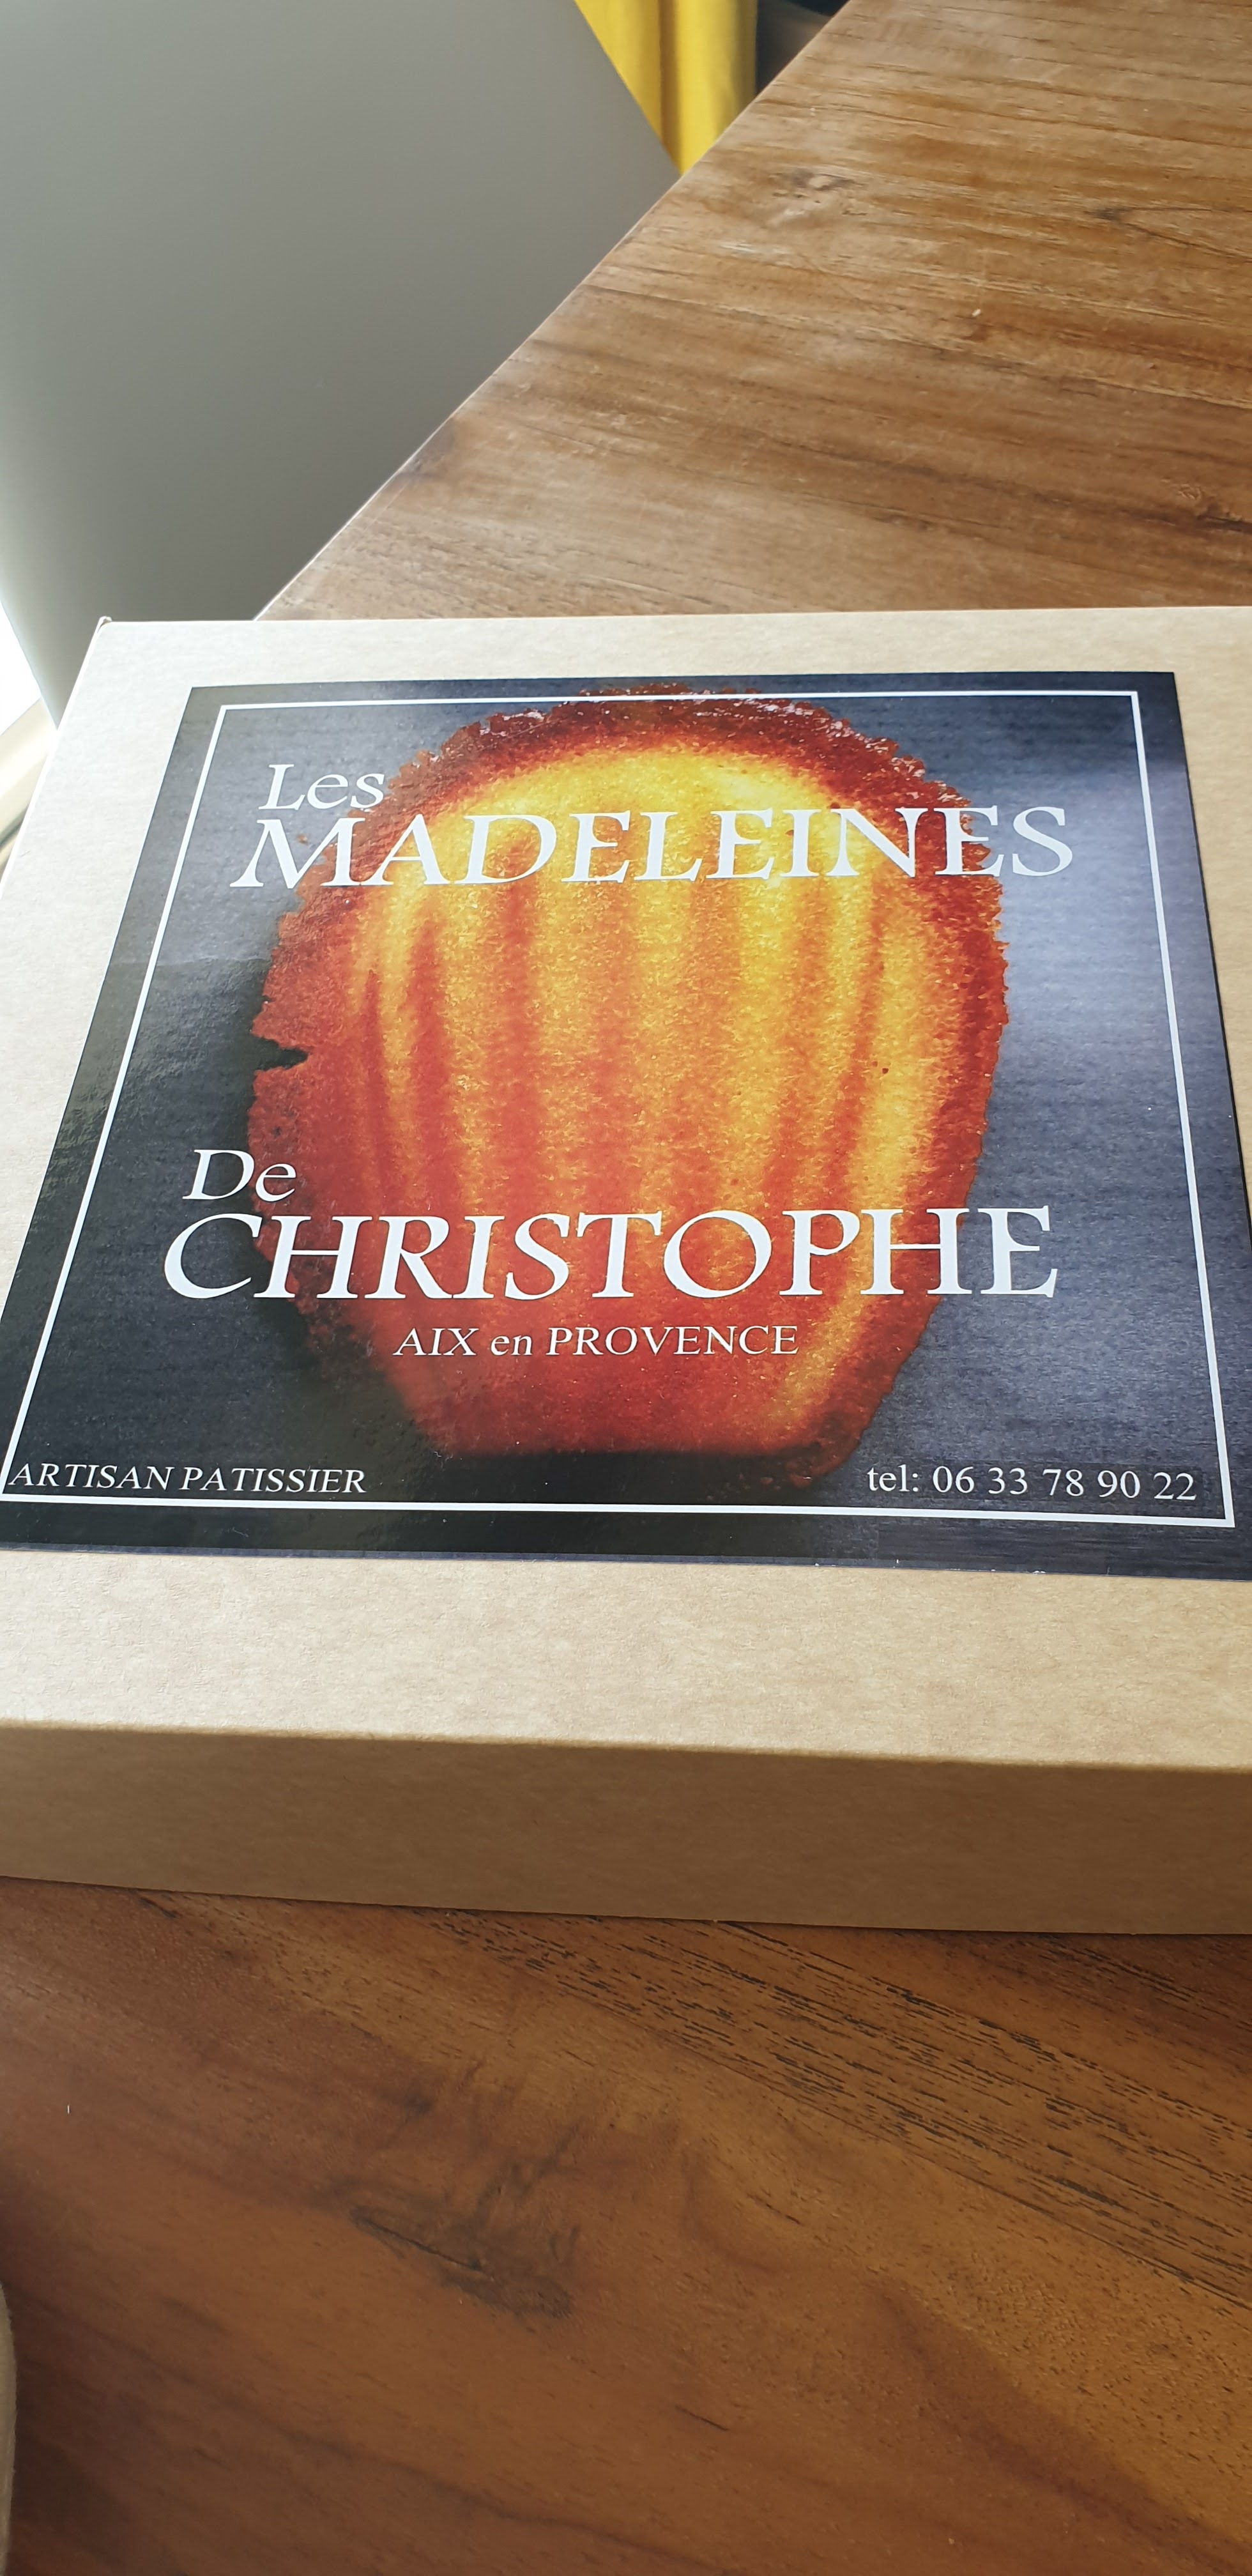 Les
MADELEINES
De
CHRISTOPHE
AIX en PROVENCE
ARTISAN PATISSIER
tel: 06 33 78 90 22